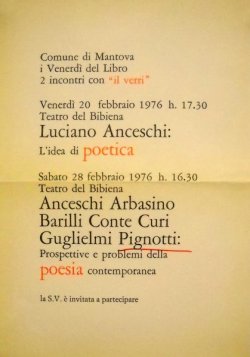 Comune di Mantova
i Venerdì del Libro
2 incontri con "il verri"
Venerdì 20 febbraio 1976 h. 17.30
Teatro del Bibiena
Luciano Anceschi:
L'idea di poetica
Sabato 28 febbraio 1976 h. 16.30
Teatro del Bibiena
Anceschi Arbasino
Barilli Conte Curi
Guglielmi Pignotti:
Prospettive e problemi della
poesia contemporanea
la S.V. è invitata a partecipare